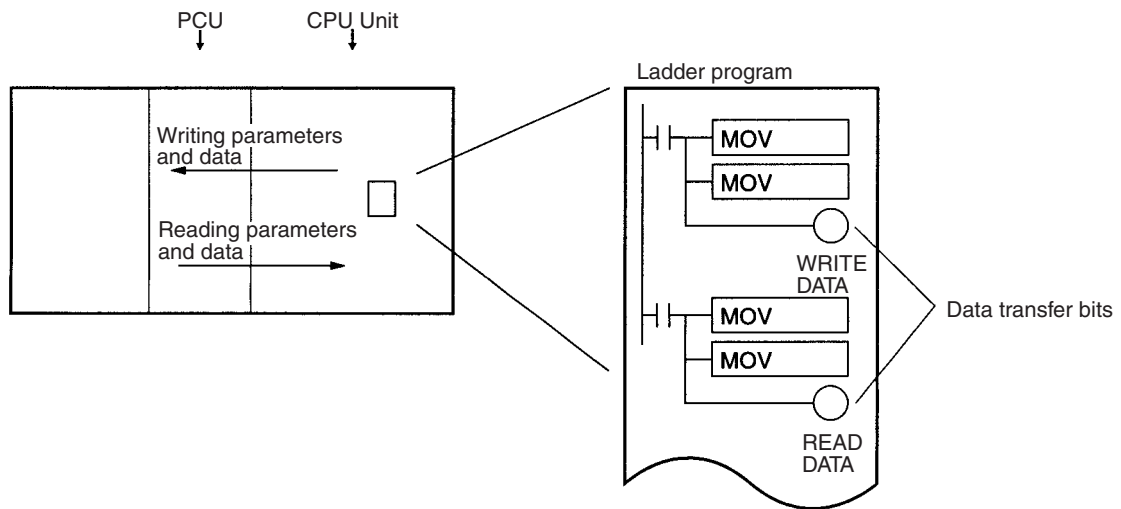 PCU
CPU Unit
Ladder program
Writing parameters
and data
Reading parameters
and data
MOV
MOV
WRITE
DATA
MOV
MOV
READ
DATA
Data transfer bits